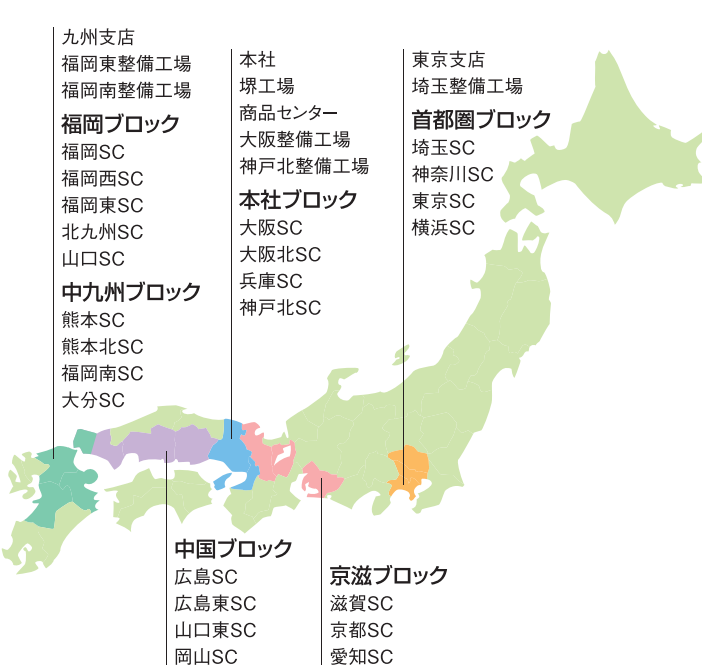 九州支店
福岡東整備工場
福岡南整備工場
福岡ブロック
福岡SC
福岡西SC
福岡東SC
北九州SC
山口SC
中九州ブロック
熊本SC
熊本北SC
福岡南SC
大分SC
本社
堺工場
商品センター
大阪整備工場
神戸北整備工場
本社ブロック
大阪SC
大阪北SC
兵庫SC
神戸北SC
東京支店
埼玉整備工場
首都圏ブロック
埼玉SC
神奈川SC
東京SC
横浜SC
中国ブロック
広島SC
広島東SC
山口東SC
岡山SC
京滋ブロック
滋賀SC
京都SC
愛知SC